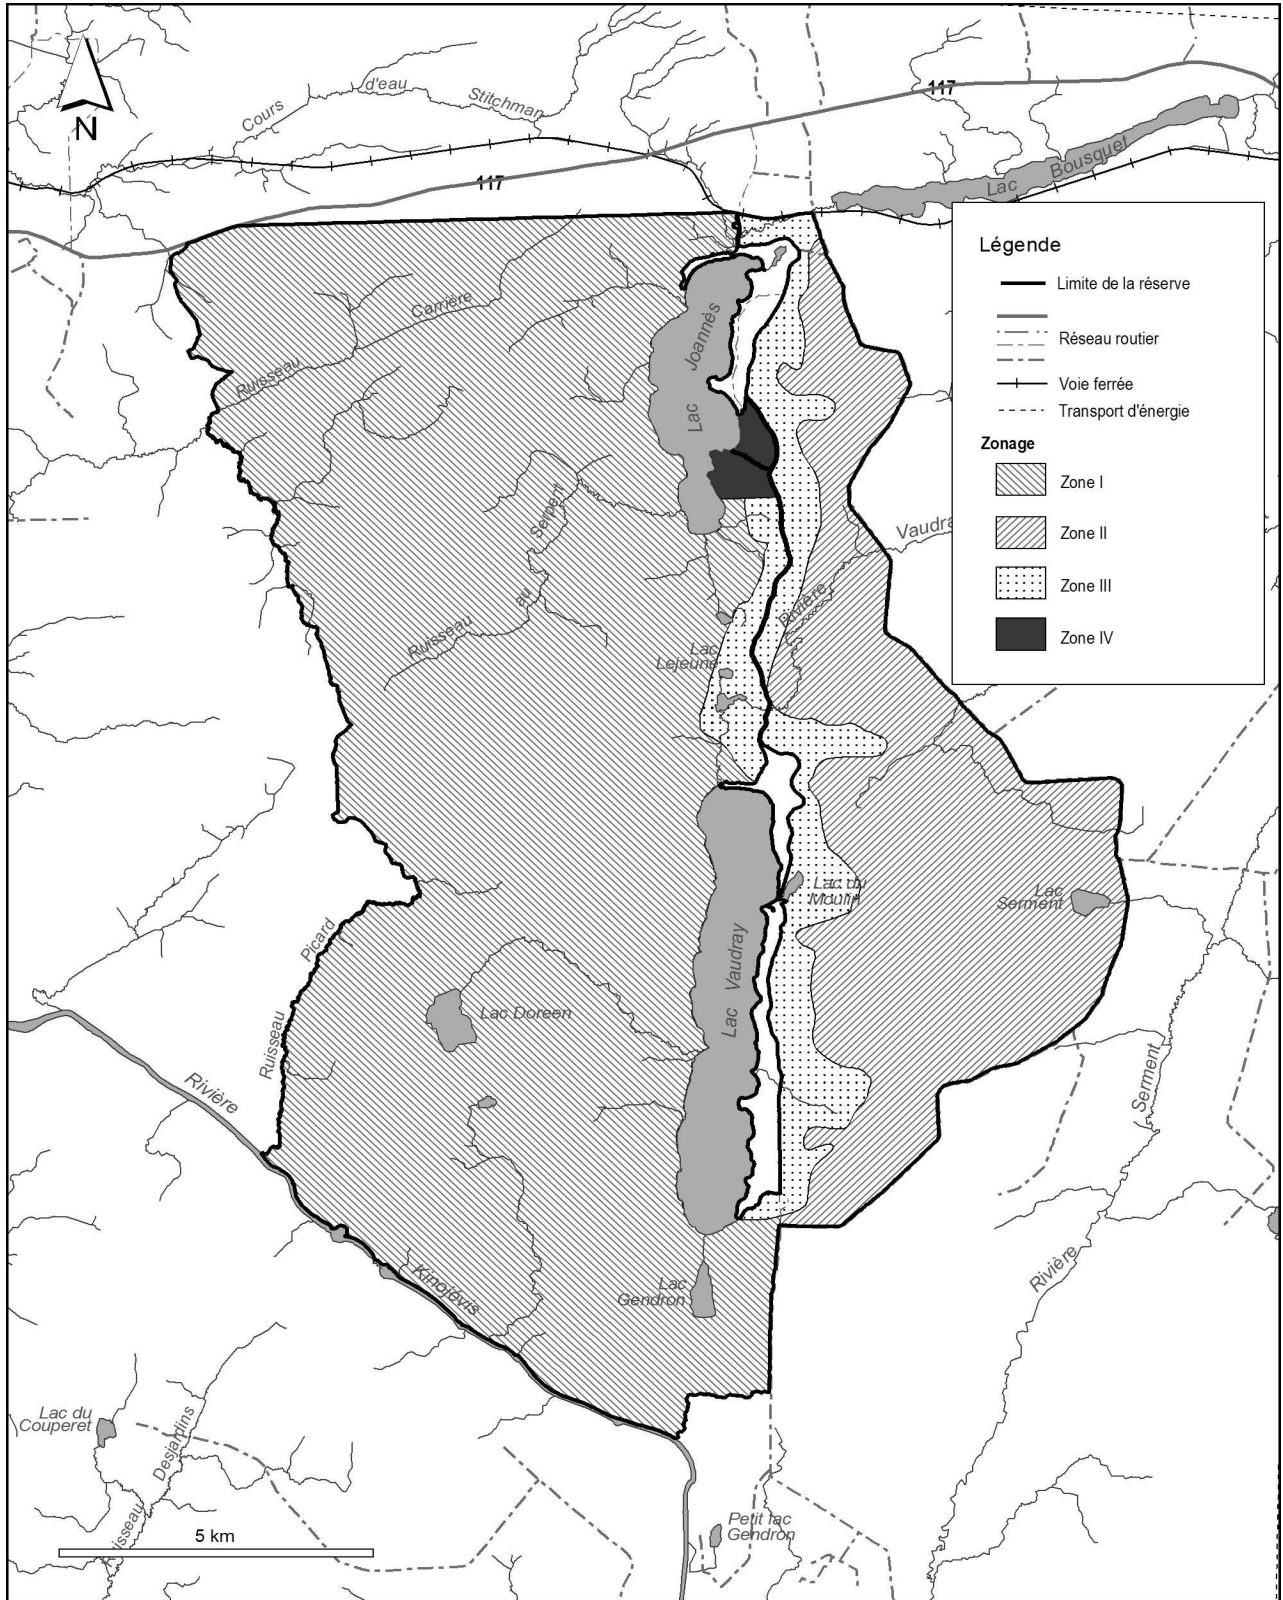 Cours
d'eau
Stitchman
117
117
N
Lac
Bousquet
Légende
Limite de la réserve
Réseau routier
Voie ferrée
Transport d'énergie
Zonage
Zone I
Zone II
Zone III
Zone IV
Ruisseau
Carrière
Lac
Joannès
Ruisseau
au
Serpent
Vaudra
Rivière
Lac
Lejeune
Lac du
Moulin
Lac
Serment
Lac
Vaudray
Picard
Ruisseau
Lac Doreen
Rivière
Kinojévis
Serment
Rivière
Lac
Gendron
Lac du
Couperet
Desjardins
Ruisseau
5 km
Petit lac
Gendron